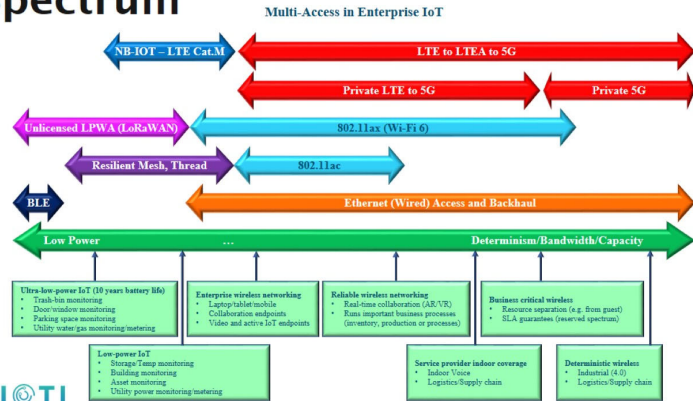 pectrum
Multi-Access in Enterprise IoT
NB-IOT – LTE Cat.M
LTE to LTEA to 5G
Private LTE to 5G
Private 5G
Unlicensed LPWA (LoRaWAN)
802.11ax (Wi-Fi 6)
Resilient Mesh, Thread
802.11ac
BLE
Ethernet (Wired) Access and Backhaul
Low Power
...
Determinism/Bandwidth/Capacity
Ultra-low-power IoT (10 years battery life)
• Trash-bin monitoring
• Door/window monitoring
• Parking space monitoring
• Utility water/gas monitoring/metering
Enterprise wireless networking
• Laptop/tablet/mobile
• Collaboration endpoints
• Video and active IoT endpoints
Reliable wireless networking
• Real-time collaboration (AR/VR)
• Runs important business processes
(inventory, production or processes)
Business critical wireless
• Resource separation (e.g. from guest)
• SLA guarantees (reserved spectrum)
Low-power IoT
• Storage/Temp monitoring
• Building monitoring
• Asset monitoring
• Utility power monitoring/metering
Service provider indoor coverage
• Indoor Voice
• Logistics/Supply chain
Deterministic wireless
• Industrial (4.0)
• Logistics/Supply chain